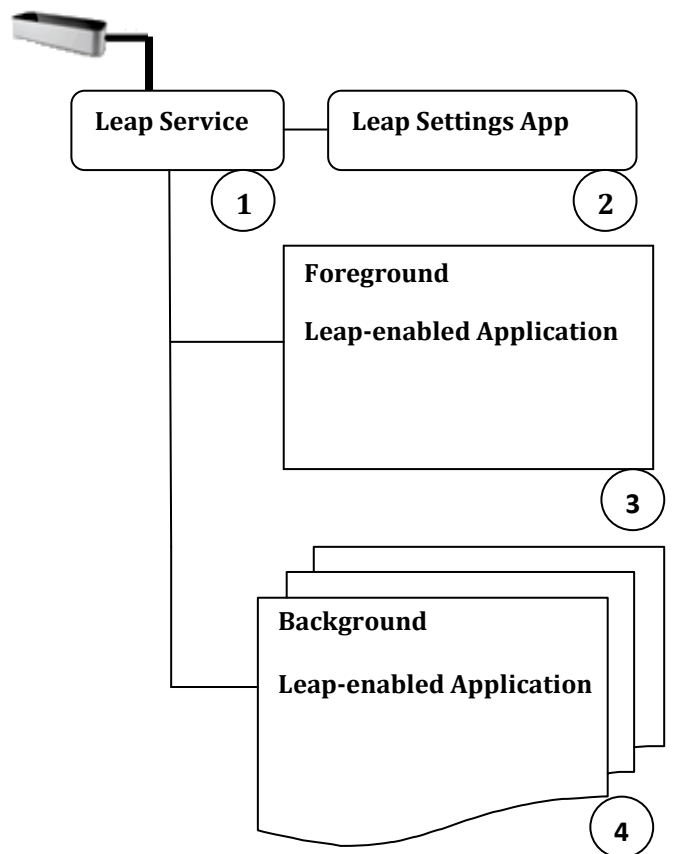 Leap Service
Leap Settings App
1
2
Foreground
Leap-enabled Application
3
Background
Leap-enabled Application
4